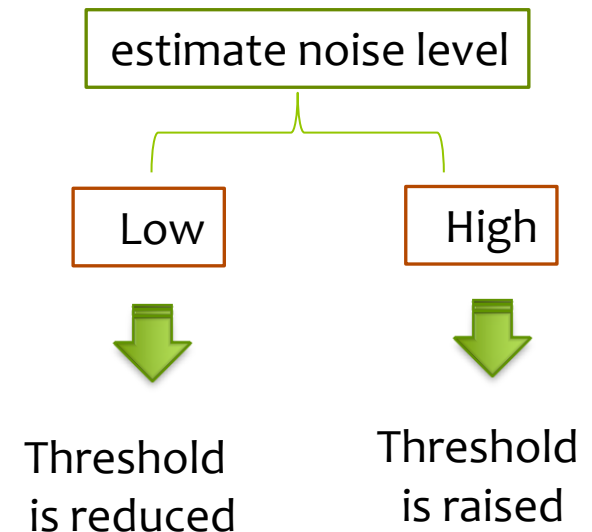 estimate noise level
Low
High
Threshold
is reduced
Threshold
is raised